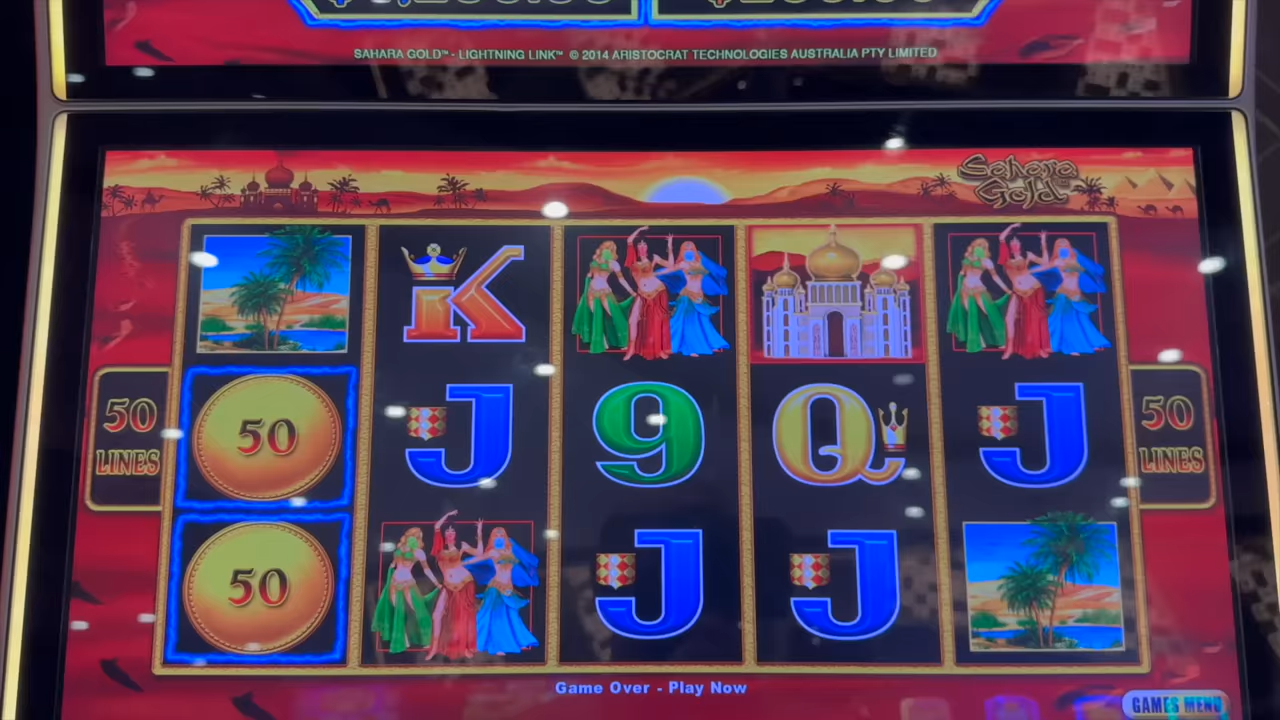 SAHARA GOLD™ - LIGHTNING LINK™ © 2014 ARISTOCRAT TECHNOLOGIES AUSTRALIA PTY LIMITED
Sahara
Gold
K
50
LINES
50
J
9
Q
J
50
LINES
50
J
J
Game Over - Play Now
GAMES MENU